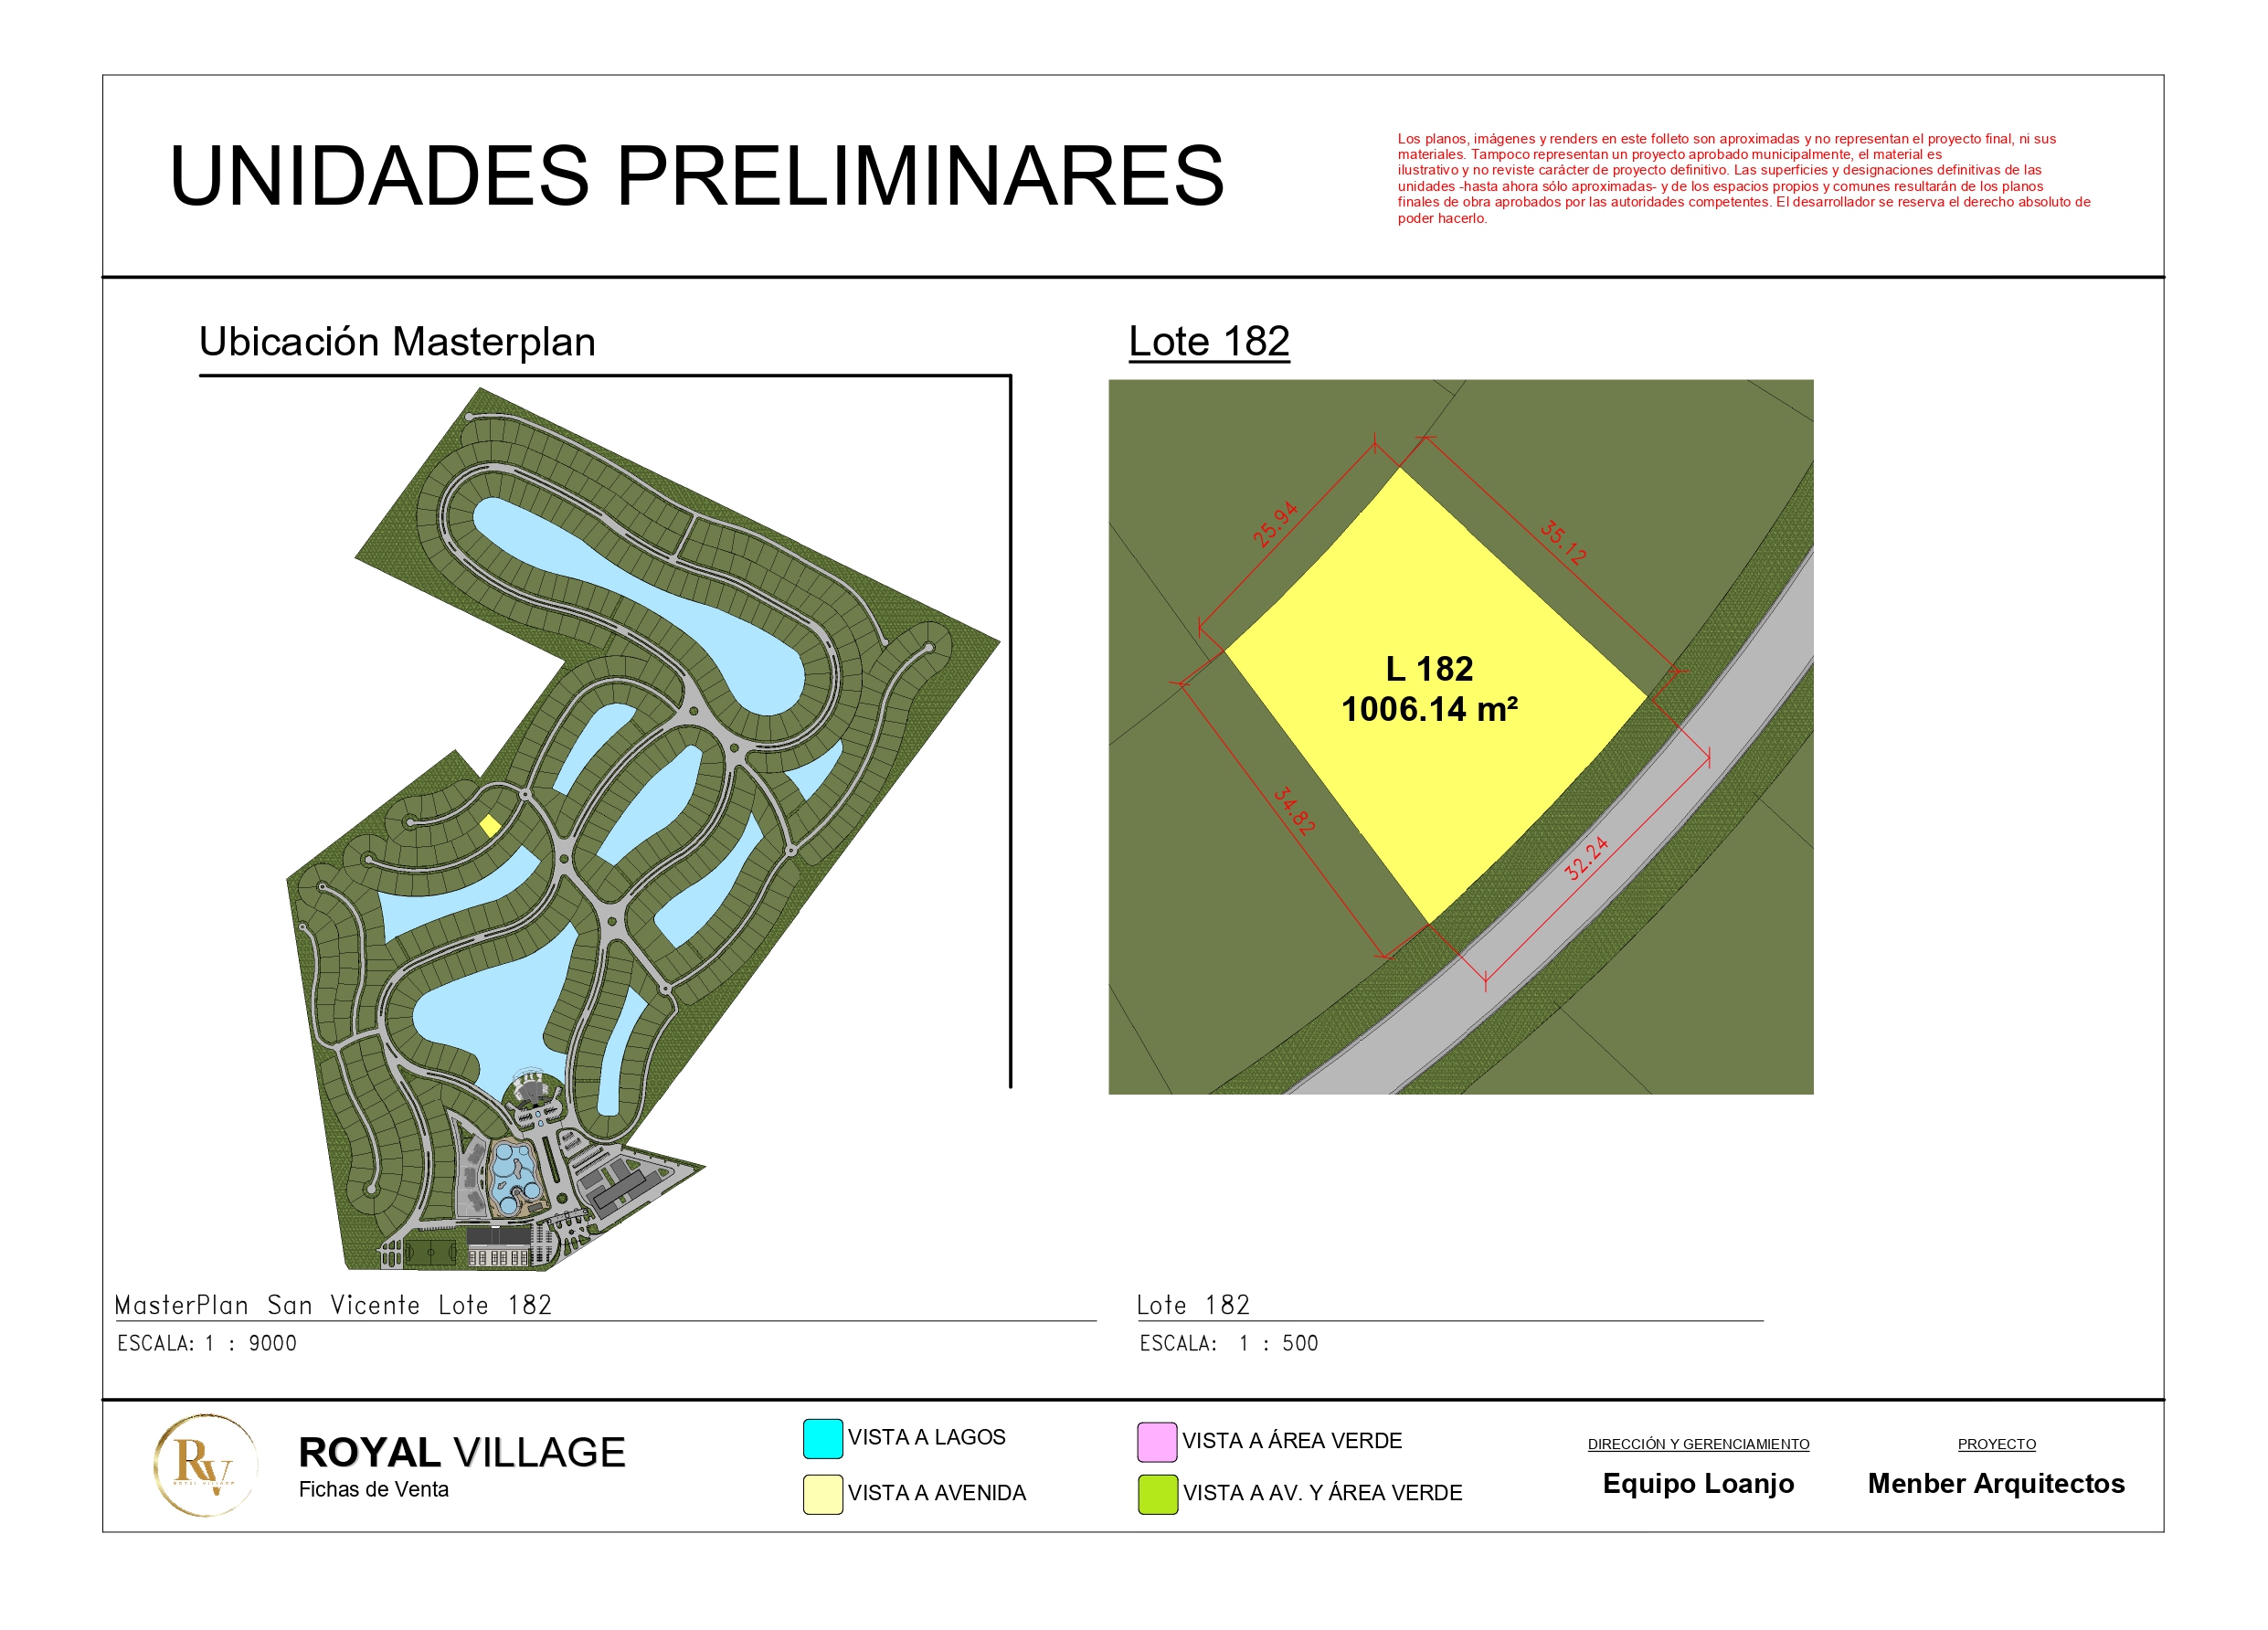 UNIDADES PRELIMINARES
Los planos, imágenes y renders en este folleto son aproximadas y no representan el proyecto final, ni sus
materiales. Tampoco representan un proyecto aprobado municipalmente, el material es
ilustrativo y no reviste carácter de proyecto definitivo. Las superficies y designaciones definitivas de las
unidades -hasta ahora sólo aproximadas- y de los espacios propios y comunes resultarán de los planos
finales de obra aprobados por las autoridades competentes. El desarrollador se reserva el derecho absoluto de
poder hacerlo.
Ubicación Masterplan
Lote 182
25.94
35.12
L 182
1006.14 m²
34.82
32.24
MasterPlan San Vicente Lote 182
ESCALA: 1 : 9000
Lote 182
ESCALA: 1 : 500
RV
ROYAL VILLAGE
ROYAL VILLAGE
Fichas de Venta
VISTA A LAGOS
VISTA A AVENIDA
VISTA A ÁREA VERDE
VISTA A AV. Y ÁREA VERDE
DIRECCIÓN Y GERENCIAMIENTO
Equipo Loanjo
PROYECTO
Menber Arquitectos